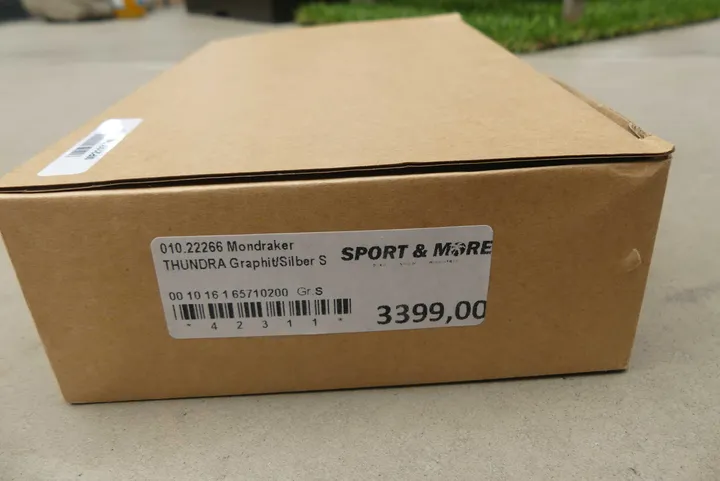 010.22266 Mondraker
THUNDRA Graphit/Silber S
SPORT & MORE
00 10 16 1 65710200 Gr.S
* 4 2 3 1 1 *
3399,00